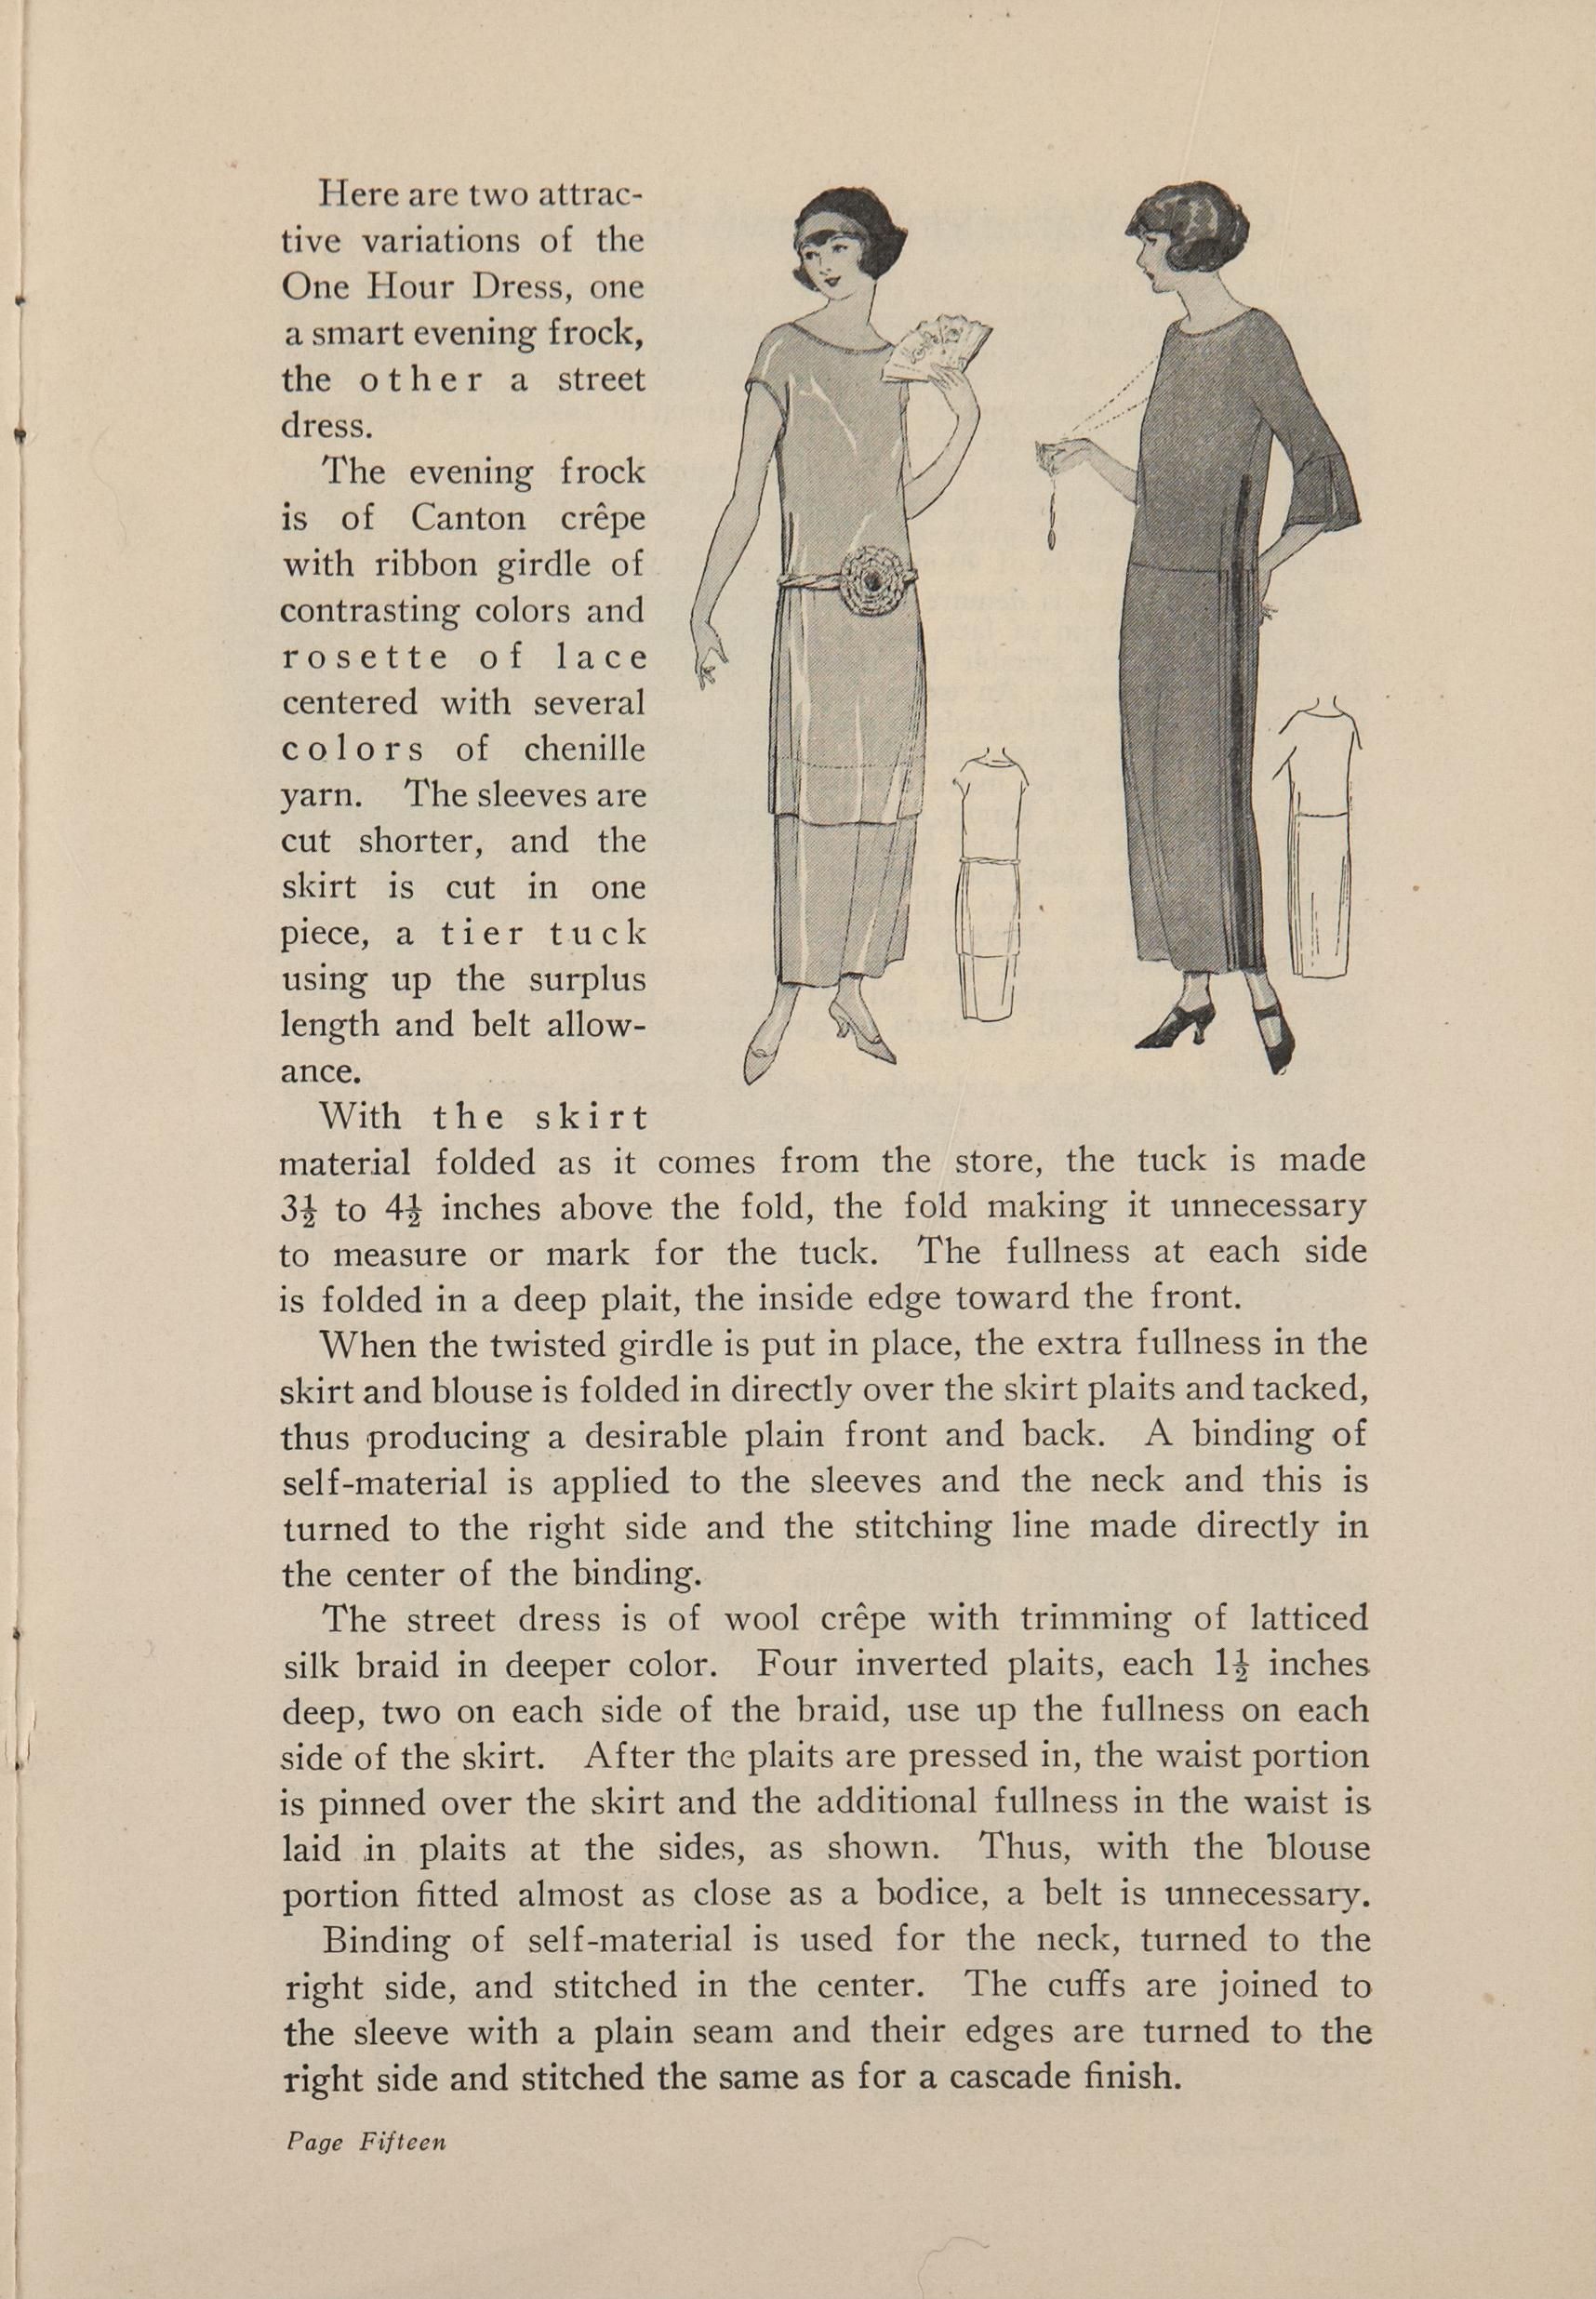 Here are two attrac-
tive variations of the
One Hour Dress, one
a smart evening frock,
the other a street
dress.
The evening frock
is of Canton crêpe
with ribbon girdle of
contrasting colors and
rosette of lace
centered with several
colors of chenille
yarn. The sleeves are
cut shorter, and the
skirt is cut in one
piece, a tier tuck
using up the surplus
length and belt allow-
ance.
With the skirt
material folded as it comes from the store, the tuck is made
3½ to 4½ inches above the fold, the fold making it unnecessary
to measure or mark for the tuck. The fullness at each side
is folded in a deep plait, the inside edge toward the front.
When the twisted girdle is put in place, the extra fullness in the
skirt and blouse is folded in directly over the skirt plaits and tacked,
thus producing a desirable plain front and back. A binding of
self-material is applied to the sleeves and the neck and this is
turned to the right side and the stitching line made directly in
the center of the binding.
The street dress is of wool crêpe with trimming of latticed
silk braid in deeper color. Four inverted plaits, each 1½ inches
deep, two on each side of the braid, use up the fullness on each
side of the skirt. After the plaits are pressed in, the waist portion
is pinned over the skirt and the additional fullness in the waist is
laid in plaits at the sides, as shown. Thus, with the blouse
portion fitted almost as close as a bodice, a belt is unnecessary.
Binding of self-material is used for the neck, turned to the
right side, and stitched in the center. The cuffs are joined to
the sleeve with a plain seam and their edges are turned to the
right side and stitched the same as for a cascade finish.
Page Fifteen